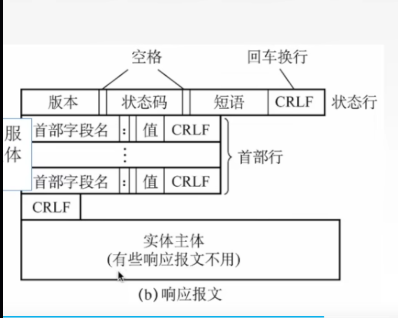 空格 回车换行
版本 状态码 短语 CRLF 状态行
服 首部字段名 : 值 CRLF
体 ⋮ 首部行
首部字段名 : 值 CRLF
CRLF
实体主体
(有些响应报文不用)
(b) 响应报文